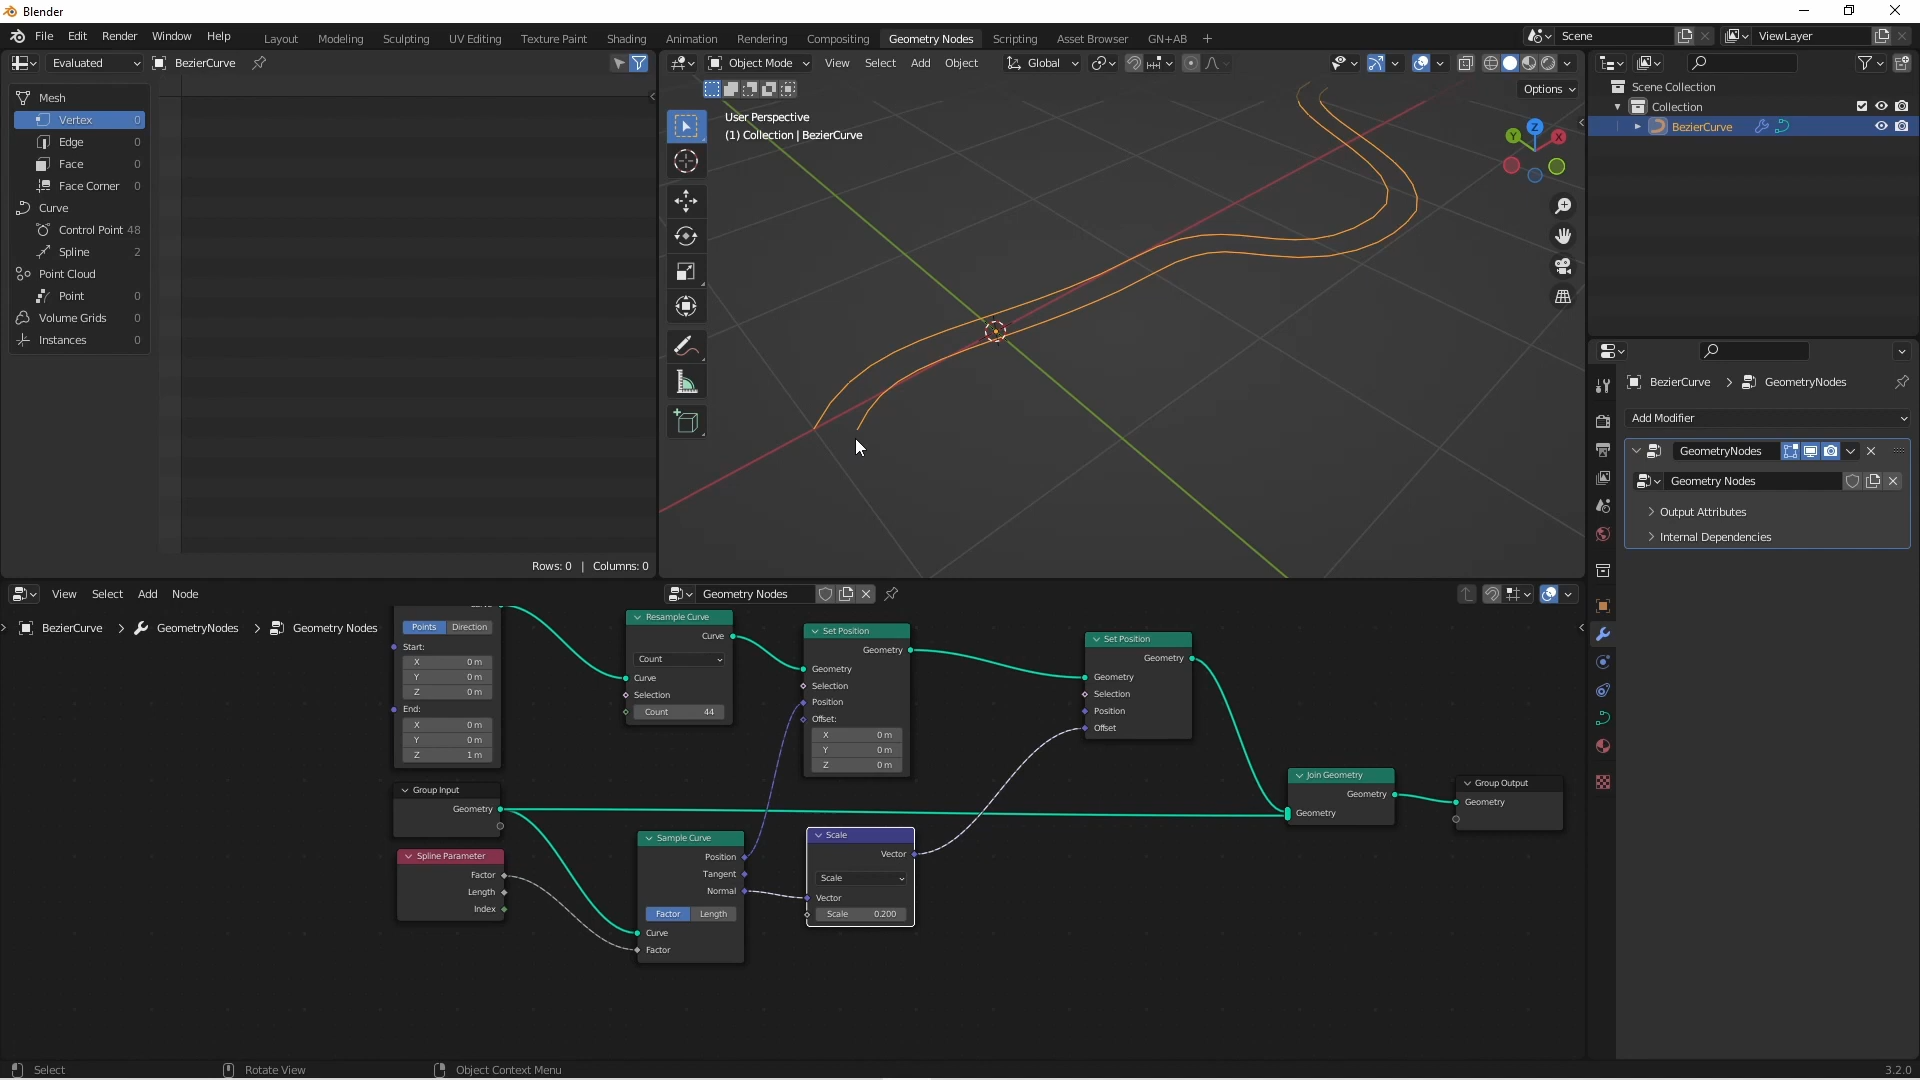 Blender
File Edit Render Window Help Layout Modeling Sculpting UV Editing Texture Paint Shading Animation Rendering Compositing Geometry Nodes Scripting Asset Browser GN+AB + Scene ViewLayer
Evaluated BezierCurve
Object Mode View Select Add Object Global
Options
Mesh
Vertex 0
Edge 0
Face 0
Face Corner 0
Curve
Control Point 48
Spline 2
Point Cloud
Point 0
Volume Grids 0
Instances 0
Rows: 0 | Columns: 0
User Perspective
(1) Collection | BezierCurve
Z
Y
X
Scene Collection
Collection
BezierCurve
BezierCurve > GeometryNodes
Add Modifier
GeometryNodes
Geometry Nodes
Output Attributes
Internal Dependencies
View Select Add Node Geometry Nodes
BezierCurve > GeometryNodes > Geometry Nodes
Points Direction
Start:
X 0 m
Y 0 m
Z 0 m
End:
X 0 m
Y 0 m
Z 1 m
Group Input
Geometry
Spline Parameter
Factor
Length
Index
Resample Curve
Curve
Count
Curve
Selection
Count 44
Sample Curve
Position
Tangent
Normal
Factor Length
Curve
Factor
Set Position
Geometry
Geometry
Selection
Position
Offset:
X 0 m
Y 0 m
Z 0 m
Scale
Vector
Scale
Vector
Scale 0.200
Set Position
Geometry
Geometry
Selection
Position
Offset
Join Geometry
Geometry
Geometry
Group Output
Geometry
Select Rotate View Object Context Menu 3.2.0